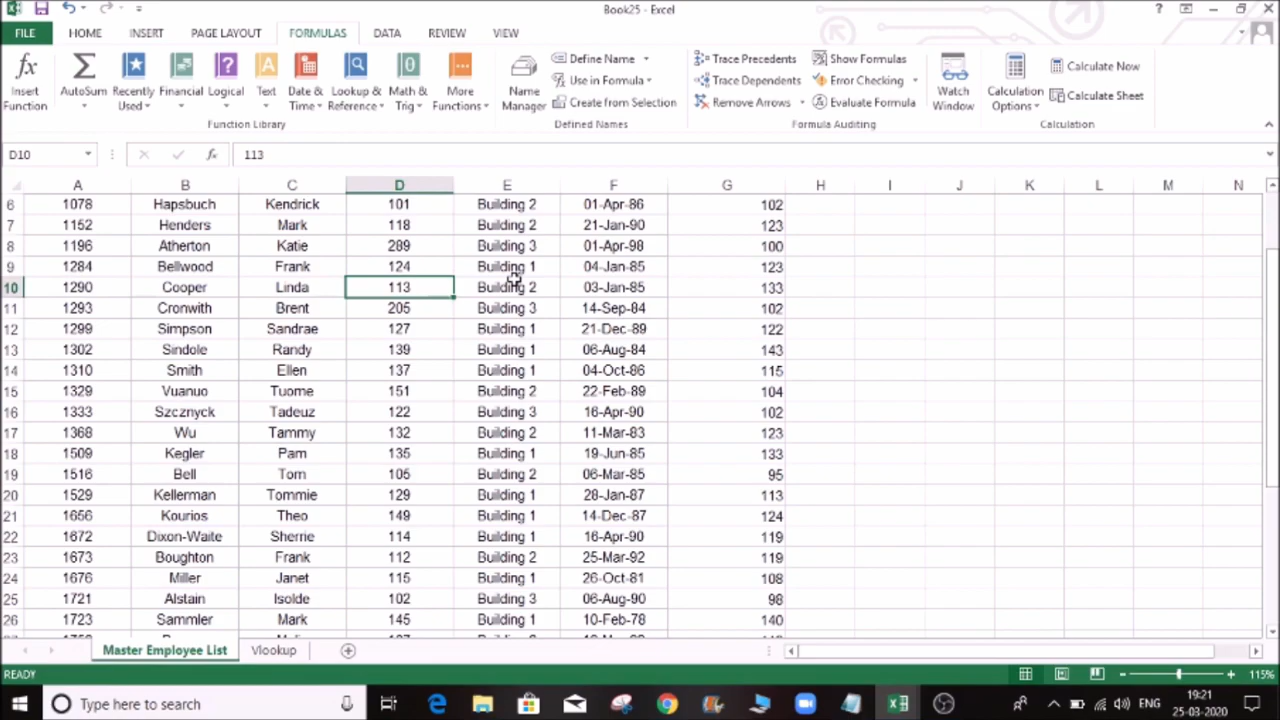 Book25 - Excel
FILE HOME INSERT PAGE LAYOUT FORMULAS DATA REVIEW VIEW
Insert Function
AutoSum
Recently Used
Financial
Logical
Text
Date & Time
Lookup & Reference
Math & Trig
More Functions
Function Library
Name Manager
Define Name
Use in Formula
Create from Selection
Defined Names
Trace Precedents
Trace Dependents
Remove Arrows
Show Formulas
Error Checking
Evaluate Formula
Formula Auditing
Watch Window
Calculation Options
Calculate Now
Calculate Sheet
Calculation
D10 fx 113
A B C D E F G H I J K L M N
6 1078 Hapsbuch Kendrick 101 Building 2 01-Apr-86 102
7 1152 Henders Mark 118 Building 2 21-Jan-90 123
8 1196 Atherton Katie 289 Building 3 01-Apr-98 100
9 1284 Bellwood Frank 124 Building 1 04-Jan-85 123
10 1290 Cooper Linda 113 Building 2 03-Jan-85 133
11 1293 Cronwith Brent 205 Building 3 14-Sep-84 102
12 1299 Simpson Sandrae 127 Building 1 21-Dec-89 122
13 1302 Sindole Randy 139 Building 1 06-Aug-84 143
14 1310 Smith Ellen 137 Building 1 04-Oct-86 115
15 1329 Vuanuo Tuome 151 Building 2 22-Feb-89 104
16 1333 Szcznyck Tadeuz 122 Building 3 16-Apr-90 102
17 1368 Wu Tammy 132 Building 2 11-Mar-83 123
18 1509 Kegler Pam 135 Building 1 19-Jun-85 133
19 1516 Bell Tom 105 Building 2 06-Mar-85 95
20 1529 Kellerman Tommie 129 Building 1 28-Jan-87 113
21 1656 Kourios Theo 149 Building 1 14-Dec-87 124
22 1672 Dixon-Waite Sherrie 114 Building 1 16-Apr-90 119
23 1673 Boughton Frank 112 Building 2 25-Mar-92 119
24 1676 Miller Janet 115 Building 1 26-Oct-81 108
25 1721 Alstain Isolde 102 Building 3 06-Aug-90 98
26 1723 Sammler Mark 145 Building 1 10-Feb-78 140
Master Employee List Vlookup
READY 115%
Type here to search
ENG
19:21
25-03-2020